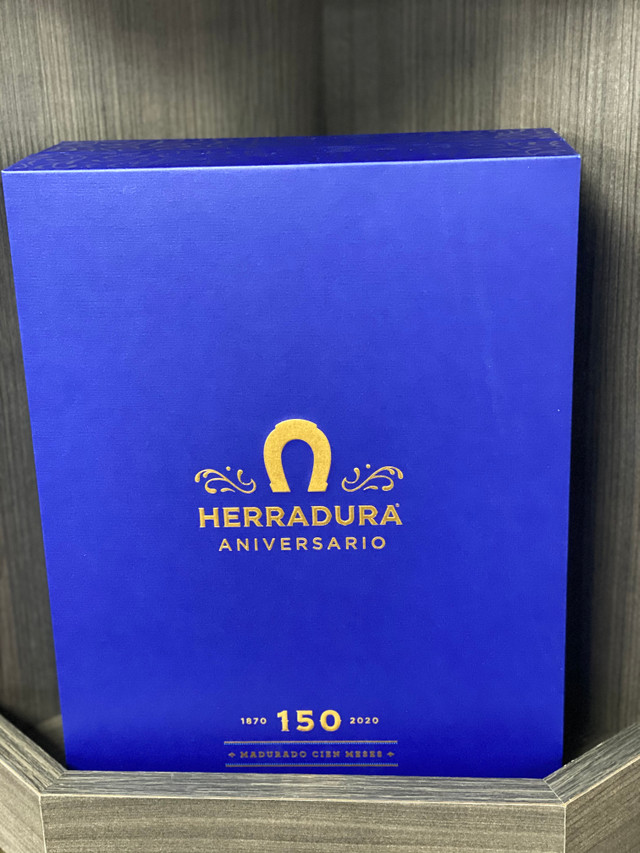 HERRADURA®
ANIVERSARIO
1870 150 2020
MADURADO CIEN MESES